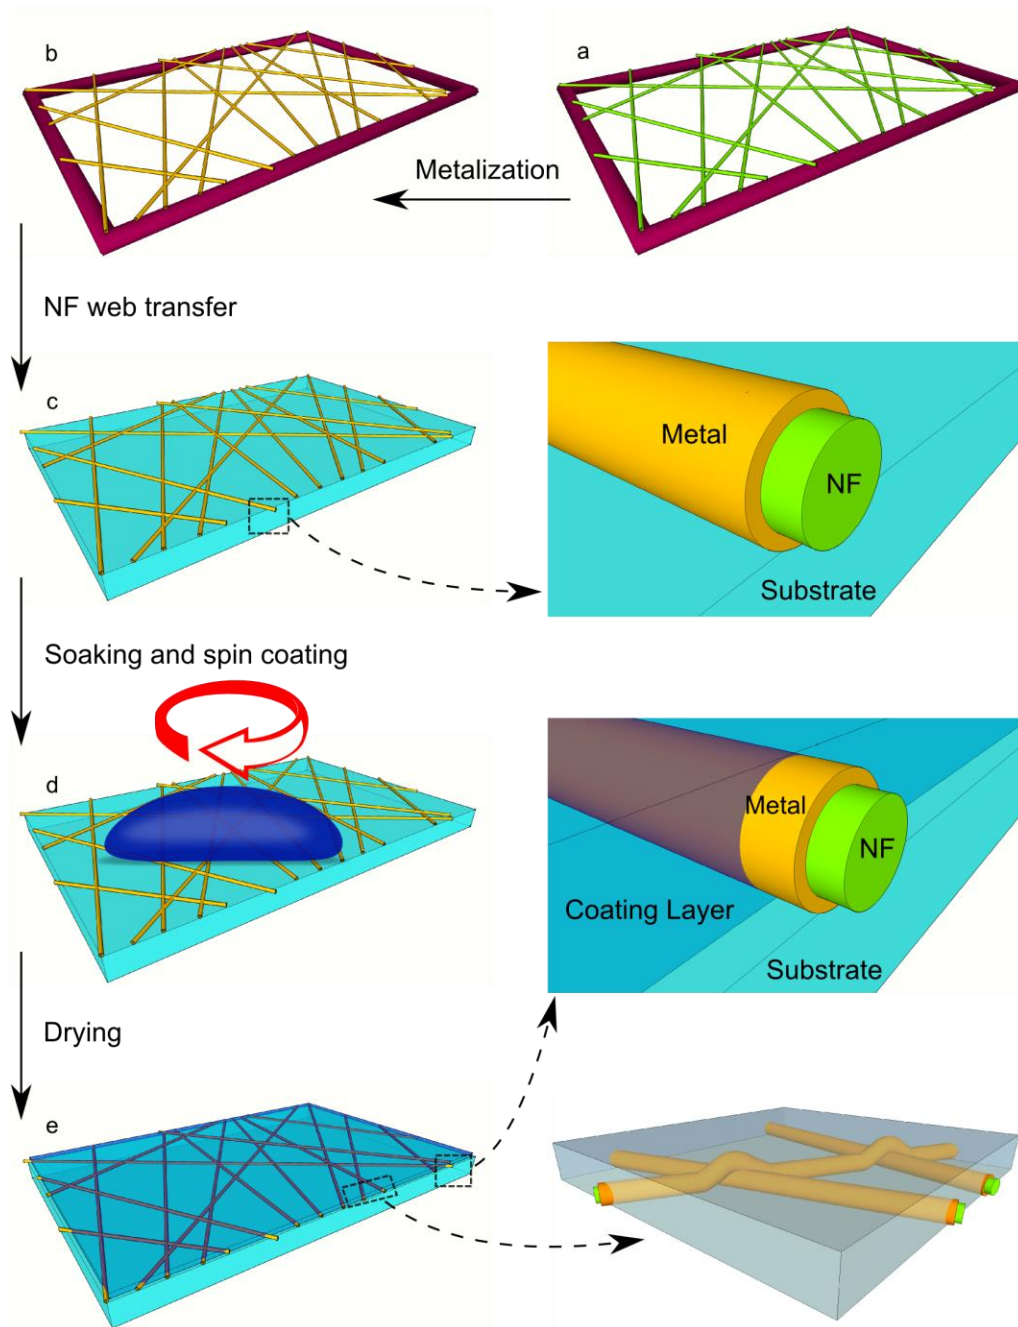 b
a
Metalization
NF web transfer
c
Metal
NF
Substrate
Soaking and spin coating
d
Metal
NF
Coating Layer
Substrate
Drying
e